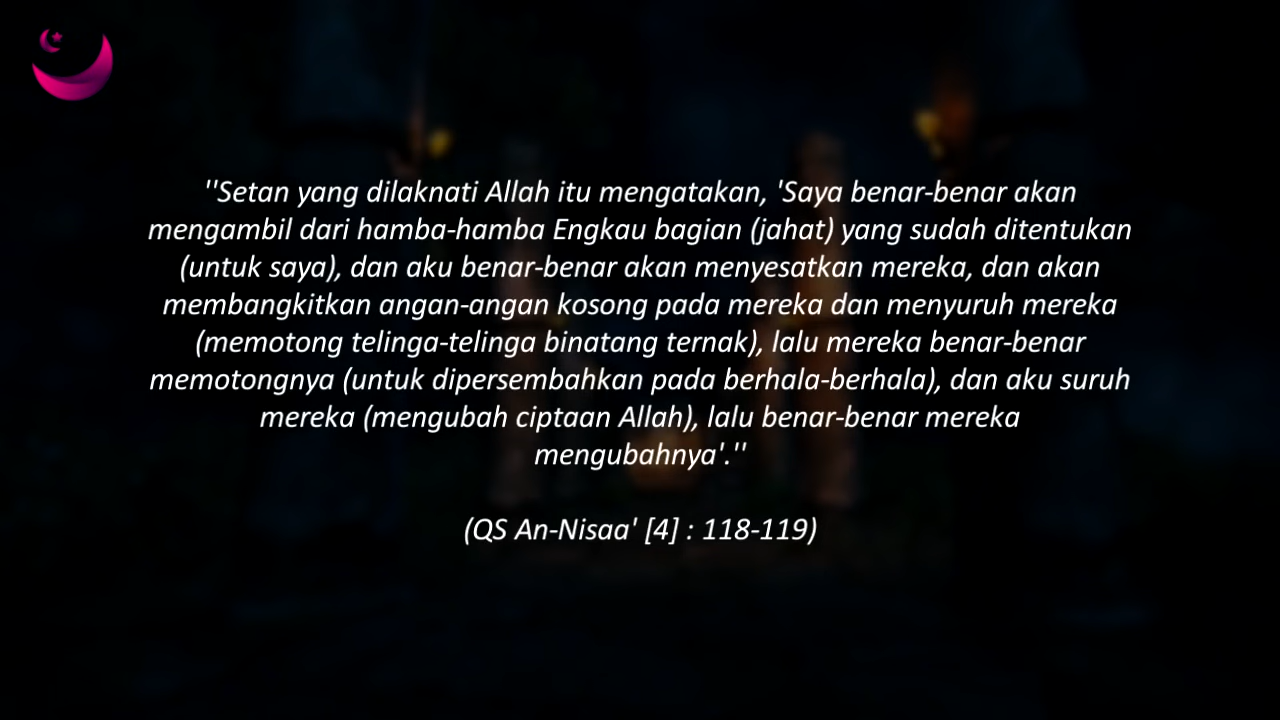 ''Setan yang dilaknati Allah itu mengatakan, 'Saya benar-benar akan
mengambil dari hamba-hamba Engkau bagian (jahat) yang sudah ditentukan
(untuk saya), dan aku benar-benar akan menyesatkan mereka, dan akan
membangkitkan angan-angan kosong pada mereka dan menyuruh mereka
(memotong telinga-telinga binatang ternak), lalu mereka benar-benar
memotongnya (untuk dipersembahkan pada berhala-berhala), dan aku suruh
mereka (mengubah ciptaan Allah), lalu benar-benar mereka
mengubahnya'.''
(QS An-Nisaa' [4] : 118-119)